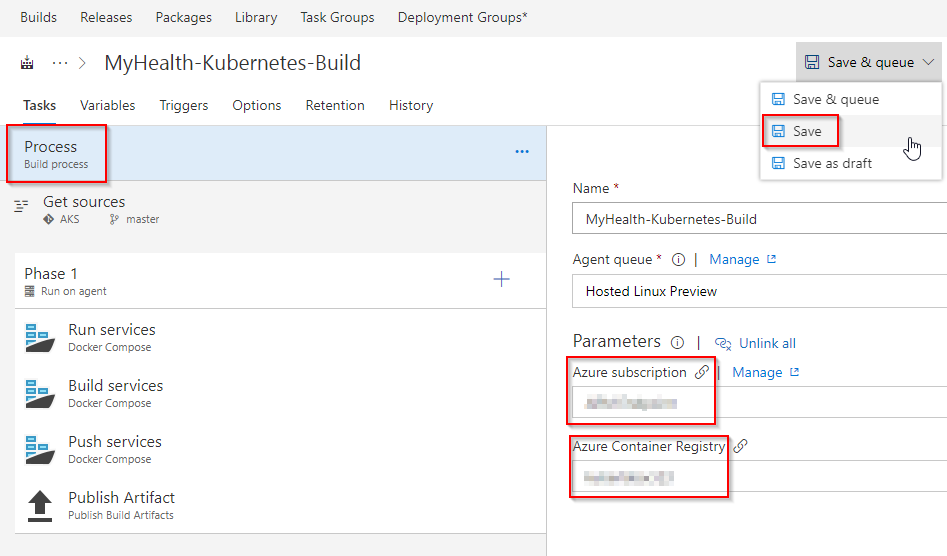 Builds Releases Packages Library Task Groups Deployment Groups*
··· MyHealth-Kubernetes-Build
Save & queue
Tasks Variables Triggers Options Retention History
Save & queue
Save
Save as draft
Process
Build process
···
Get sources
AKS master
Phase 1
Run on agent
Run services
Docker Compose
Build services
Docker Compose
Push services
Docker Compose
Publish Artifact
Publish Build Artifacts
Name *
MyHealth-Kubernetes-Build
Agent queue * | Manage
Hosted Linux Preview
Parameters | Unlink all
Azure subscription | Manage
Azure Container Registry